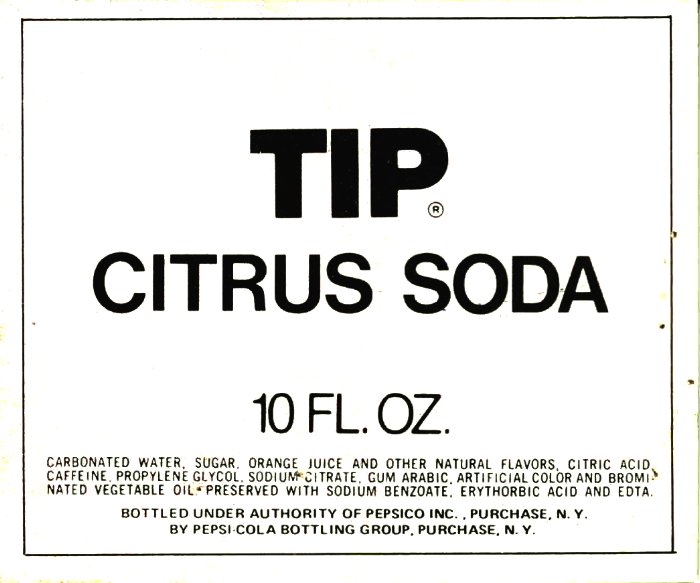 TIP®
CITRUS SODA
10 FL. OZ.
CARBONATED WATER, SUGAR, ORANGE JUICE AND OTHER NATURAL FLAVORS, CITRIC ACID,
CAFFEINE, PROPYLENE GLYCOL, SODIUM CITRATE, GUM ARABIC, ARTIFICIAL COLOR AND BROMI-
NATED VEGETABLE OIL. PRESERVED WITH SODIUM BENZOATE, ERYTHORBIC ACID AND EDTA.
BOTTLED UNDER AUTHORITY OF PEPSICO INC., PURCHASE, N. Y.
BY PEPSI-COLA BOTTLING GROUP, PURCHASE, N. Y.